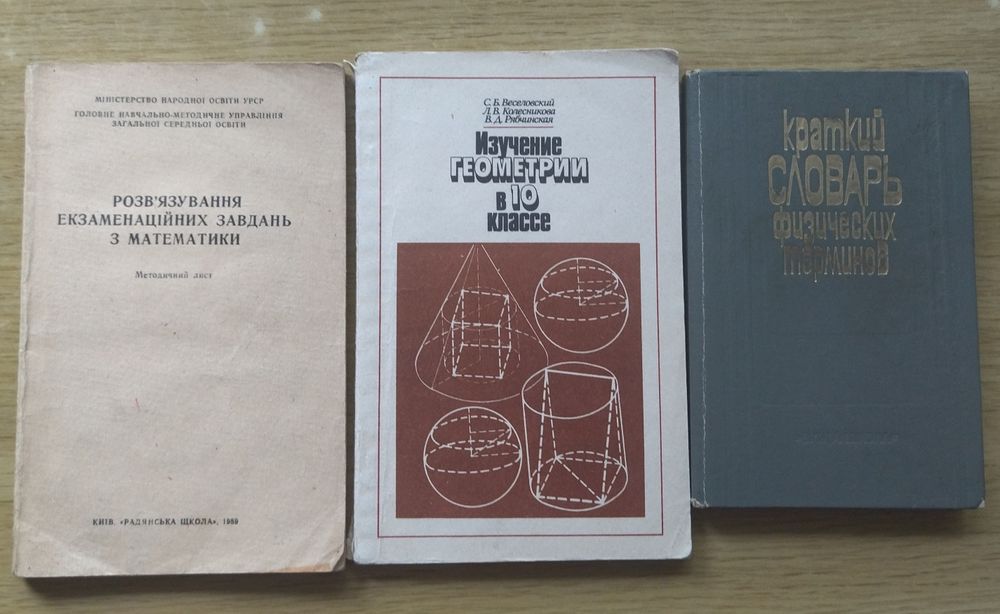 МІНІСТЕРСТВО НАРОДНОЇ ОСВІТИ УРСР
ГОЛОВНЕ НАВЧАЛЬНО-МЕТОДИЧНЕ УПРАВЛІННЯ
ЗАГАЛЬНОЇ СЕРЕДНЬОЇ ОСВІТИ
РОЗВ'ЯЗУВАННЯ
ЕКЗАМЕНАЦІЙНИХ ЗАВДАНЬ
З МАТЕМАТИКИ
Методичний лист
КИЇВ. «РАДЯНСЬКА ШКОЛА», 1989
С. Б. Веселовский
Л. В. Колесникова
В. Д. Рябчинская
Изучение
ГЕОМЕТРИИ
в 10
классе
Краткий
СЛОВАРЬ
физических
терминов